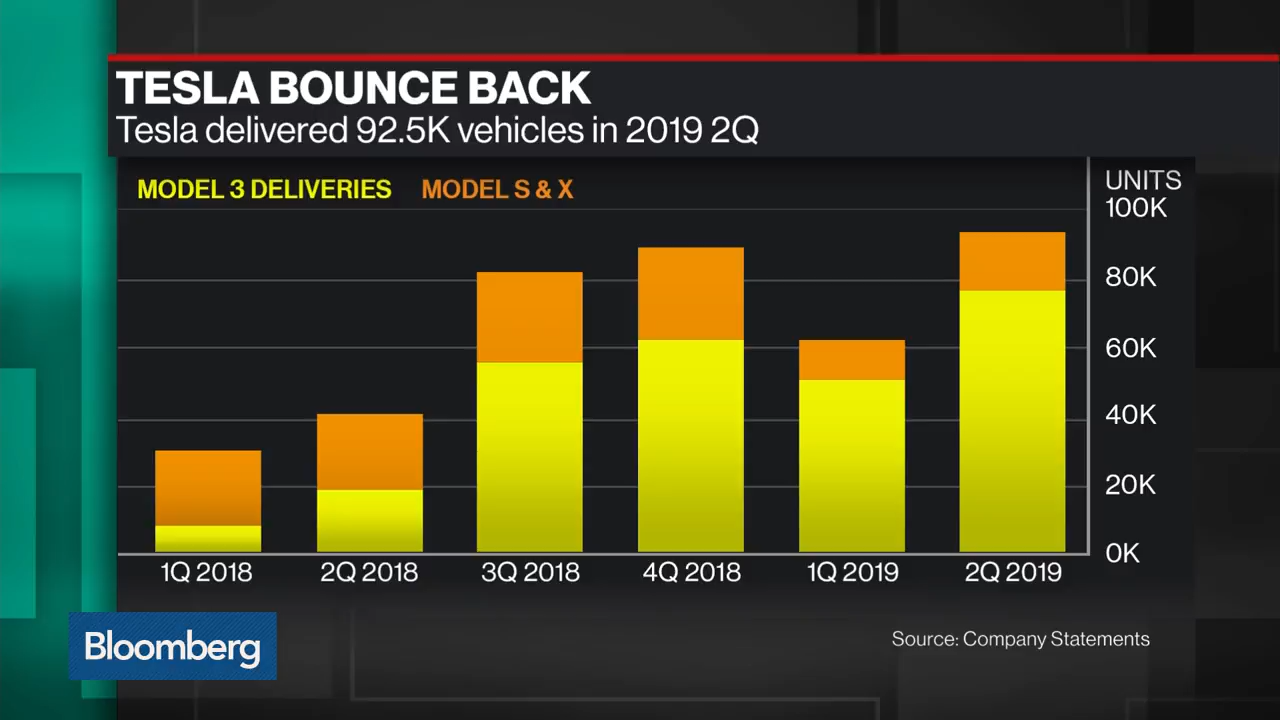 TESLA BOUNCE BACK
Tesla delivered 92.5K vehicles in 2019 2Q
MODEL 3 DELIVERIES MODEL S & X
UNITS
100K
80K
60K
40K
20K
0K
1Q 2018 2Q 2018 3Q 2018 4Q 2018 1Q 2019 2Q 2019
Source: Company Statements
Bloomberg